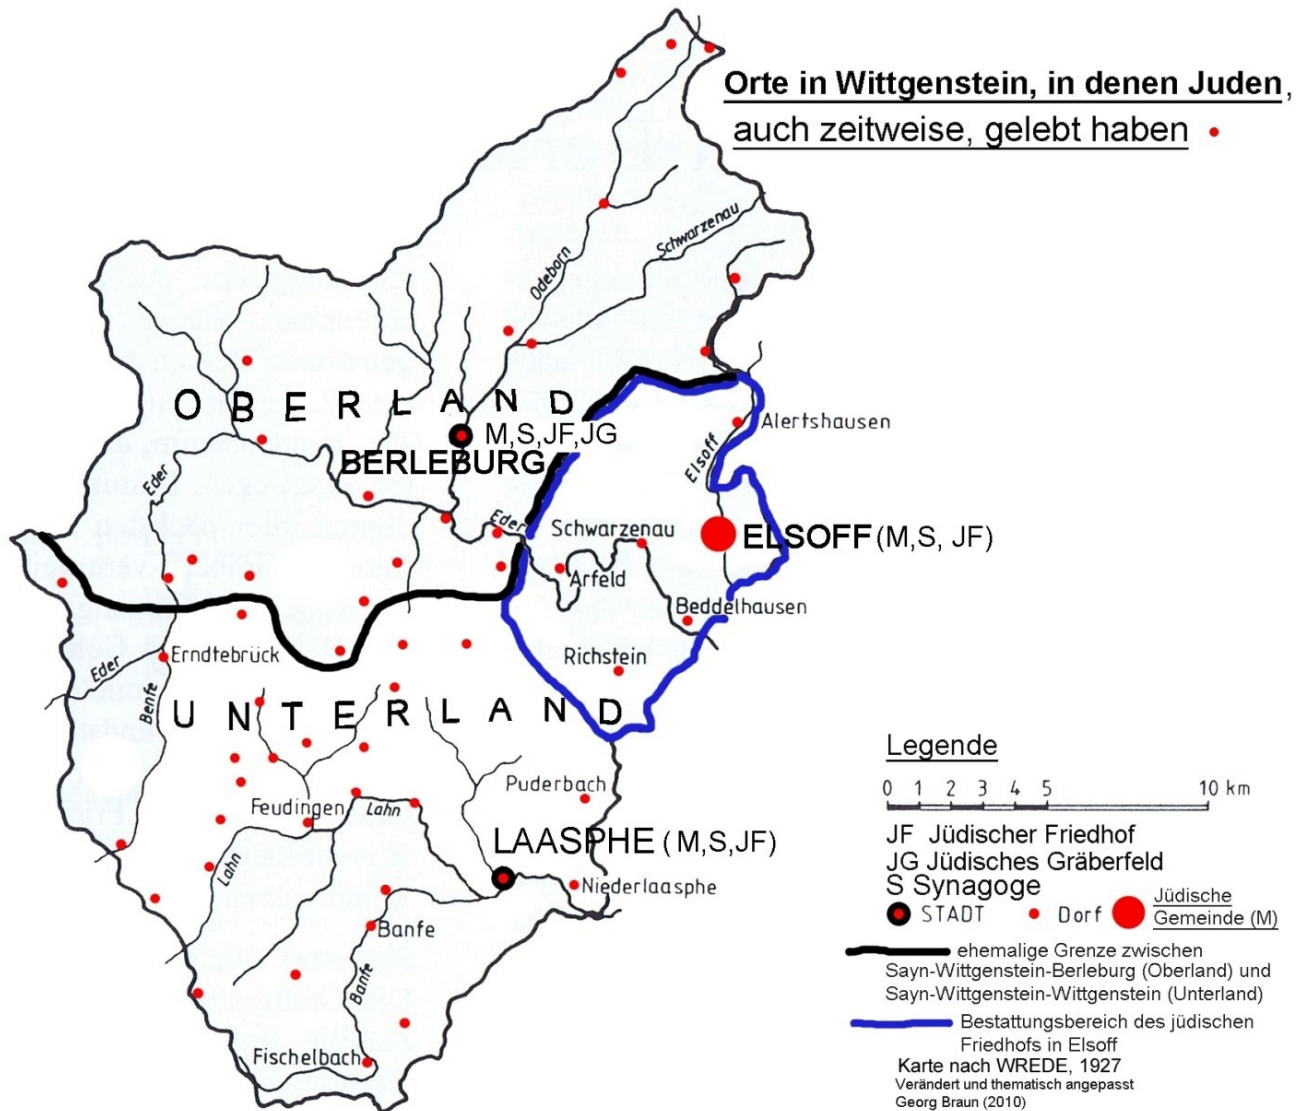 Orte in Wittgenstein, in denen Juden,
auch zeitweise, gelebt haben
Schwarzenau
Odeborn
OBERLAND
M,S,JF,JG
BERLEBURG
Alertshausen
Elsoff
Eder
Eder
Schwarzenau
ELSOFF (M,S, JF)
Arfeld
Beddelhausen
Richstein
Erndtebrück
Eder
Benfe
UNTERLAND
Puderbach
Feudingen
Lahn
LAASPHE (M,S,JF)
Lahn
Niederlaasphe
Banfe
Banfe
Fischelbach
Legende
0 1 2 3 4 5 10 km
JF Jüdischer Friedhof
JG Jüdisches Gräberfeld
S Synagoge
STADT Dorf Jüdische
Gemeinde (M)
ehemalige Grenze zwischen
Sayn-Wittgenstein-Berleburg (Oberland) und
Sayn-Wittgenstein-Wittgenstein (Unterland)
Bestattungsbereich des jüdischen
Friedhofs in Elsoff
Karte nach WREDE, 1927
Verändert und thematisch angepasst
Georg Braun (2010)